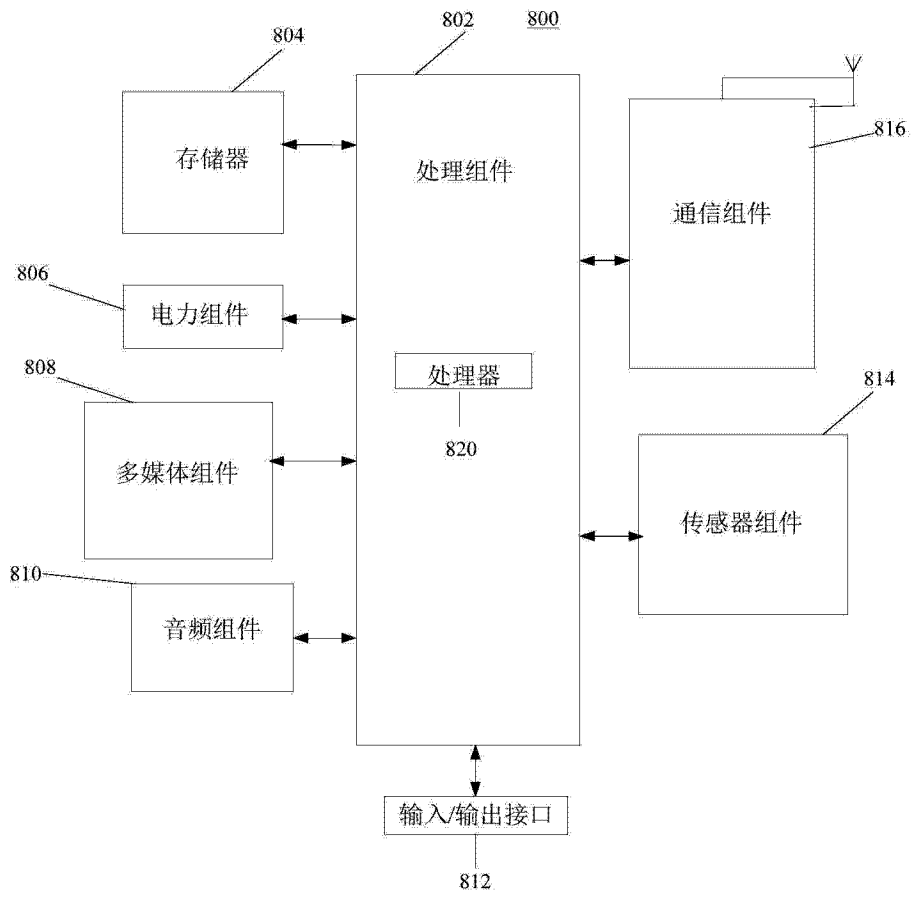 802
800
804
816
存储器
处理组件
通信组件
806
电力组件
808
处理器
814
820
多媒体组件
传感器组件
810
音频组件
输入/输出接口
812